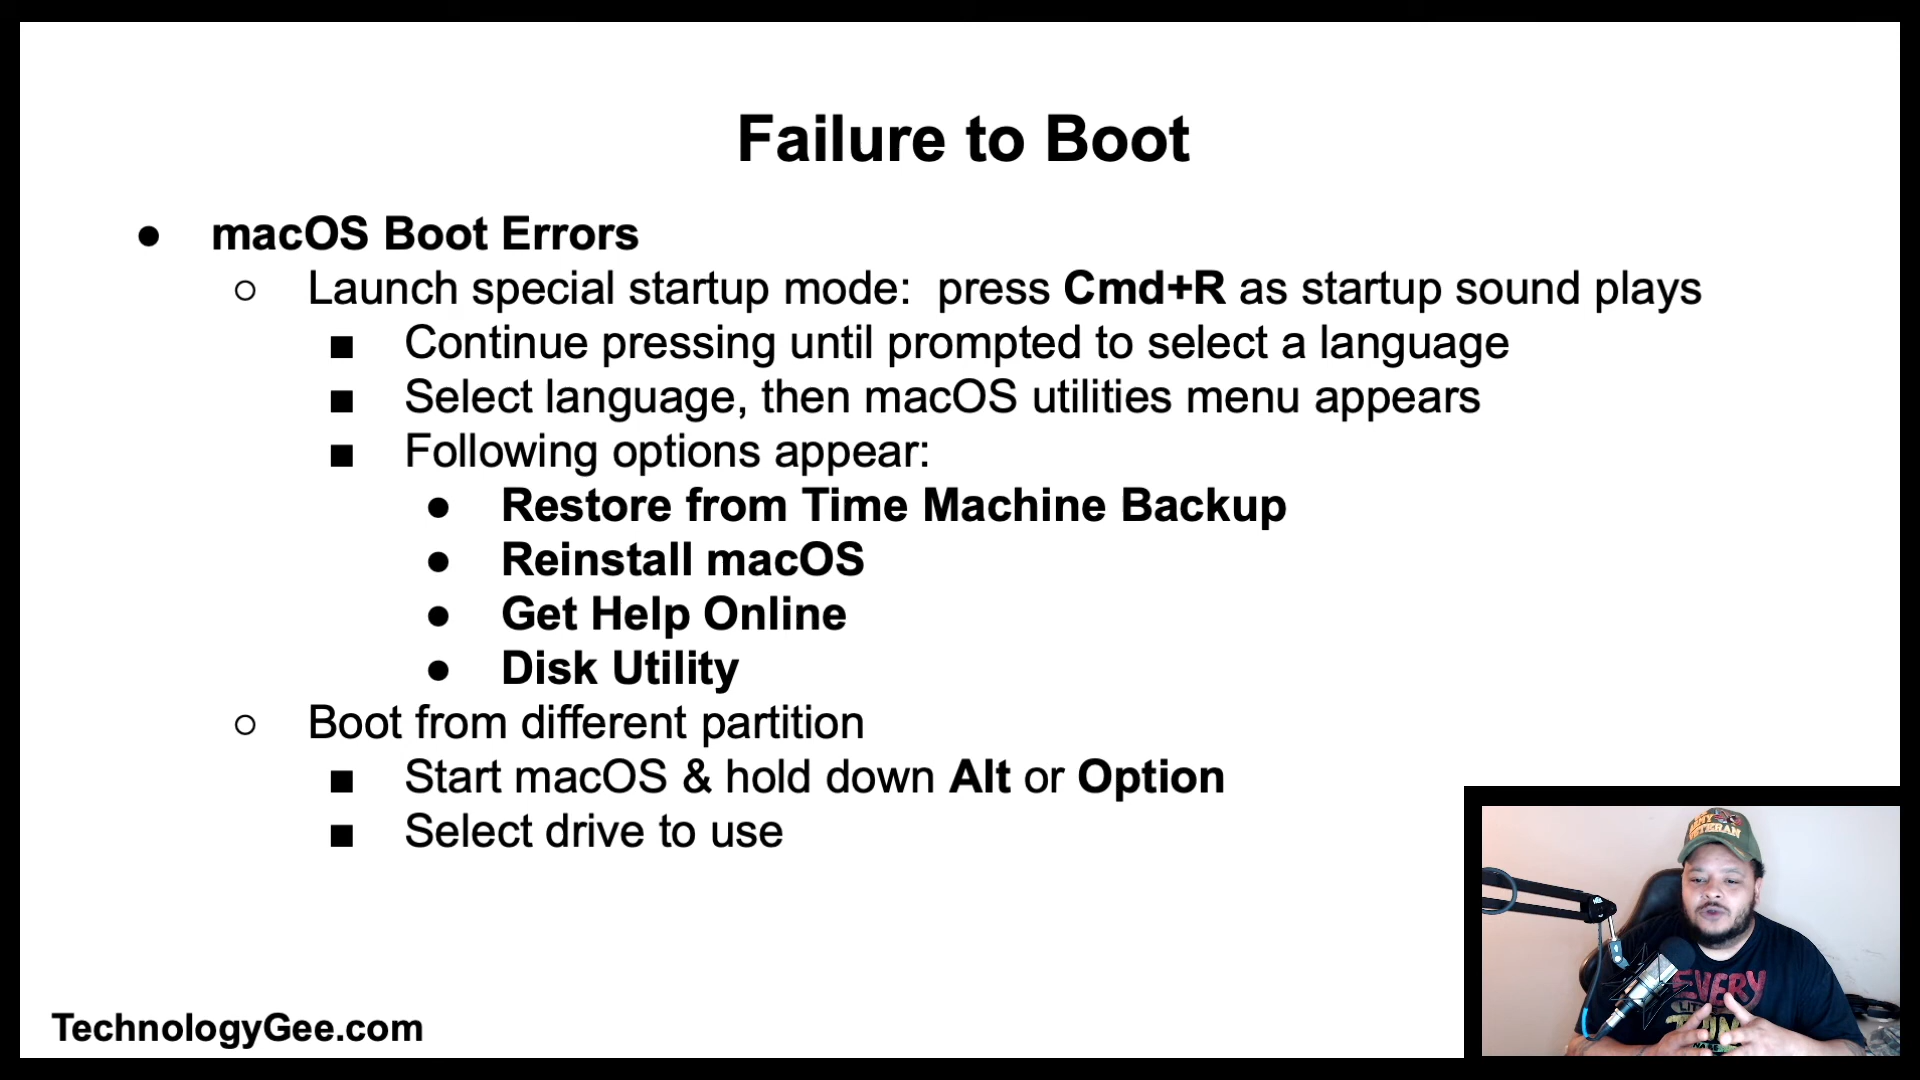 Failure to Boot
● macOS Boot Errors
○ Launch special startup mode:  press Cmd+R as startup sound plays
■ Continue pressing until prompted to select a language
■ Select language, then macOS utilities menu appears
■ Following options appear:
● Restore from Time Machine Backup
● Reinstall macOS
● Get Help Online
● Disk Utility
○ Boot from different partition
■ Start macOS & hold down Alt or Option
■ Select drive to use
TechnologyGee.com
VETERAN
EVERY